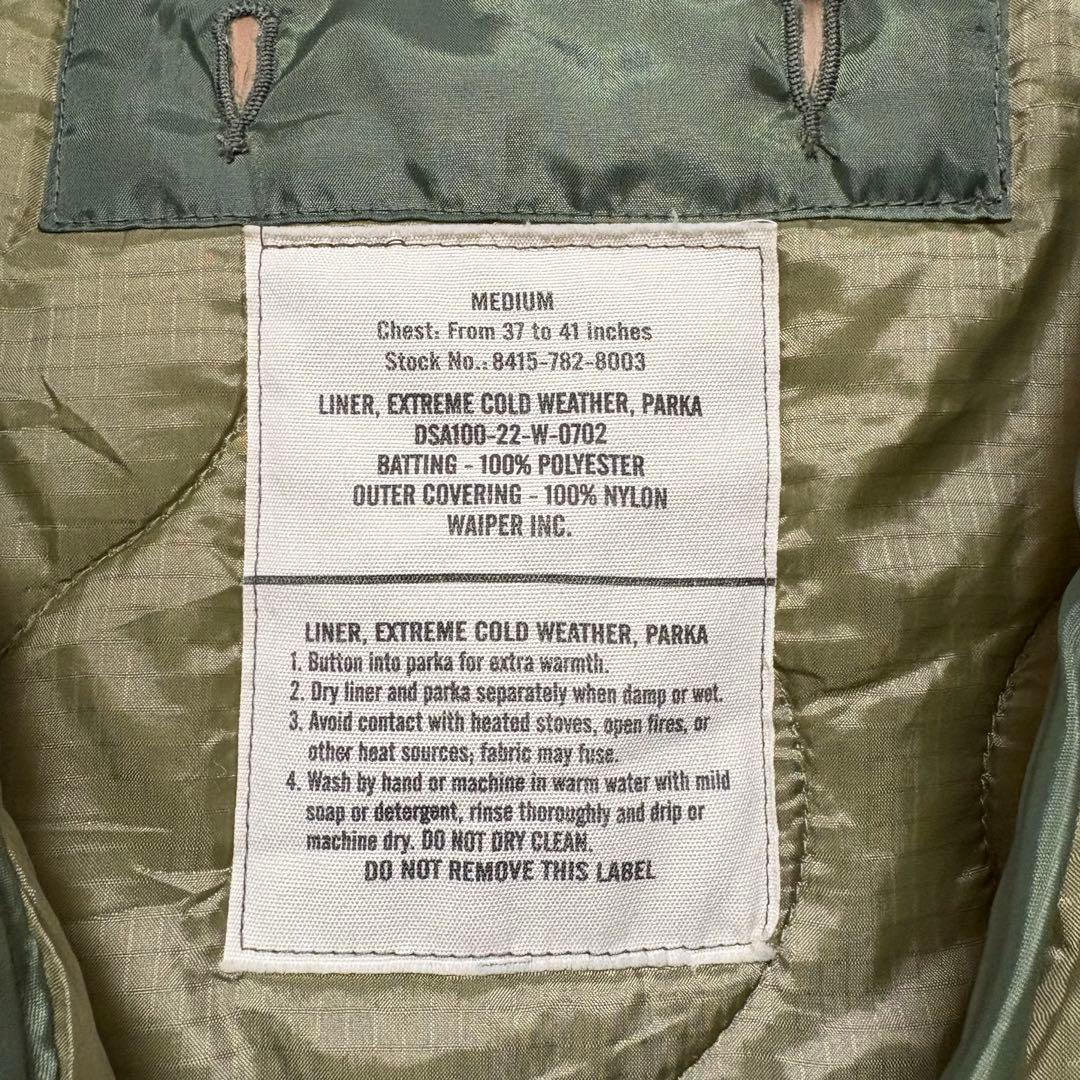 MEDIUM
Chest: From 37 to 41 inches
Stock No.: 8415-782-8003
LINER, EXTREME COLD WEATHER, PARKA
DSA100-22-W-0702
BATTING - 100% POLYESTER
OUTER COVERING - 100% NYLON
WAIPER INC.
LINER, EXTREME COLD WEATHER, PARKA
1. Button into parka for extra warmth.
2. Dry liner and parka separately when damp or wet.
3. Avoid contact with heated stoves, open fires, or
other heat sources; fabric may fuse.
4. Wash by hand or machine in warm water with mild
soap or detergent, rinse thoroughly and drip or
machine dry. DO NOT DRY CLEAN.
DO NOT REMOVE THIS LABEL